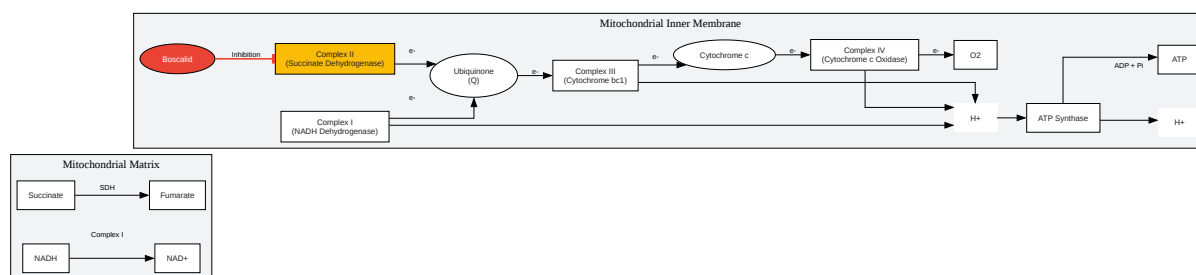 Mitochondrial Inner Membrane
Boscalid
Inhibition
Complex II
(Succinate Dehydrogenase)
e-
Ubiquinone
(Q)
e-
Complex III
(Cytochrome bc1)
e-
Cytochrome c
e-
Complex IV
(Cytochrome c Oxidase)
e-
O2
ADP + Pi
ATP
e-
Complex I
(NADH Dehydrogenase)
H+
ATP Synthase
H+
Mitochondrial Matrix
Succinate
SDH
Fumarate
Complex I
NADH
NAD+